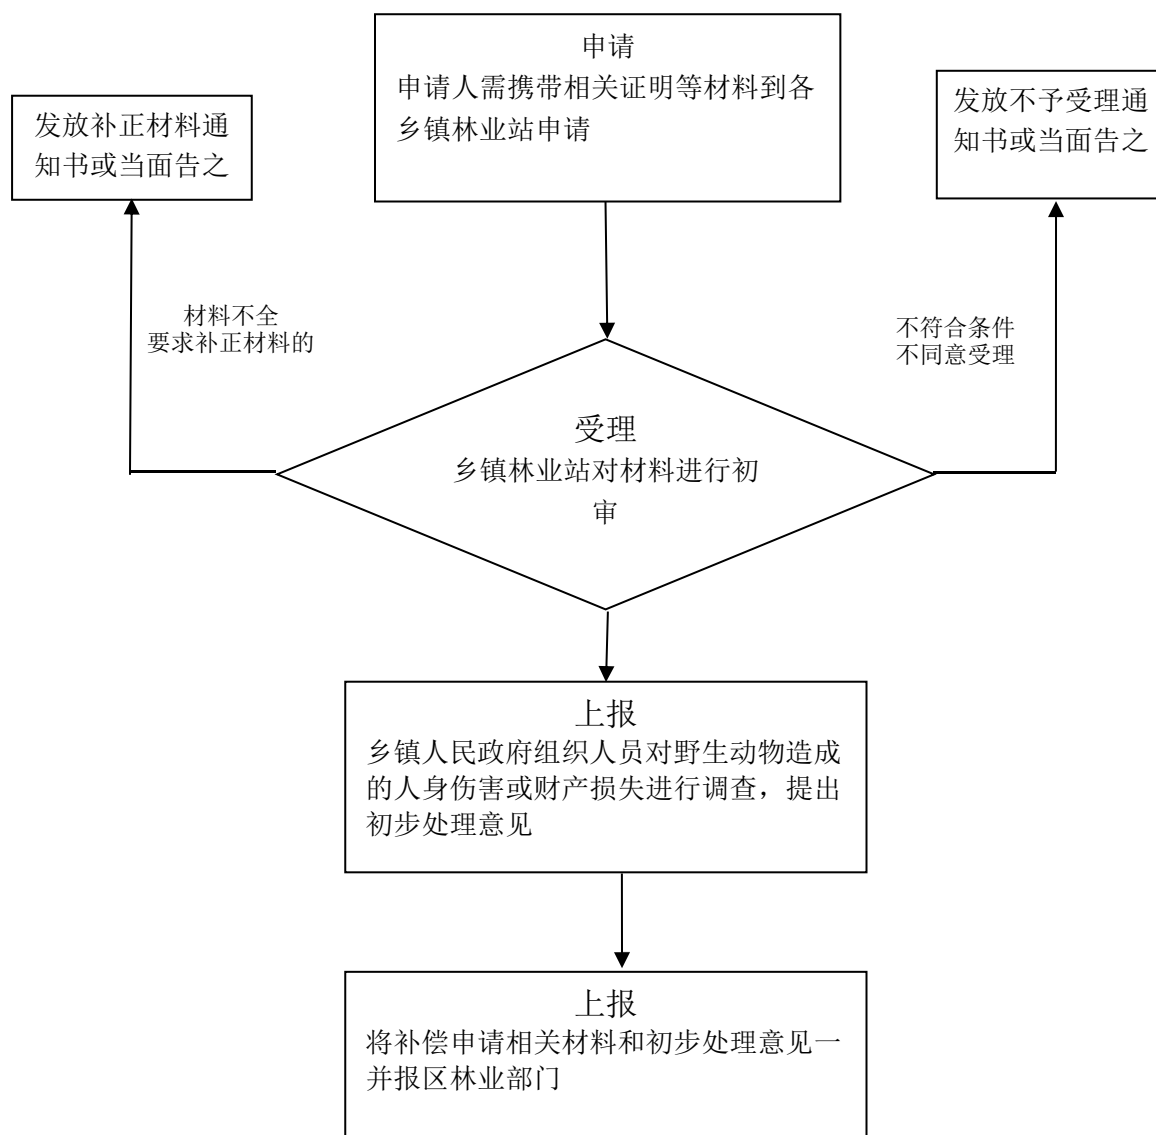 申请
申请人需携带相关证明等材料到各
乡镇林业站申请
发放补正材料通
知书或当面告之
发放不予受理通
知书或当面告之
材料不全
要求补正材料的
不符合条件
不同意受理
受理
乡镇林业站对材料进行初
审
上报
乡镇人民政府组织人员对野生动物造成
的人身伤害或财产损失进行调查，提出
初步处理意见
上报
将补偿申请相关材料和初步处理意见一
并报区林业部门